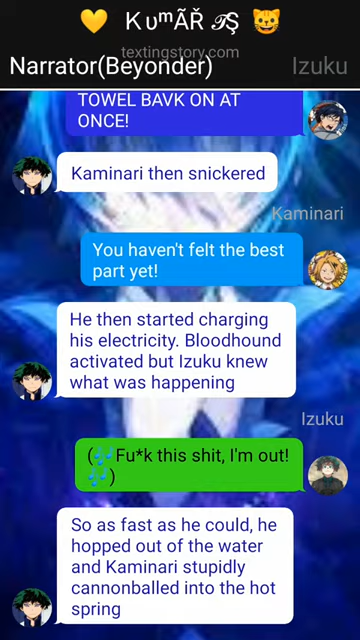 💛 KυᵐÃŘ 𝒯Ş 😺
textingstory.com
Narrator(Beyonder) Izuku
TOWEL BAVK ON AT
ONCE!
Kaminari then snickered
Kaminari
You haven't felt the best
part yet!
He then started charging
his electricity. Bloodhound
activated but Izuku knew
what was happening
Izuku
(🎶Fu*k this shit, I'm out!
🎶)
So as fast as he could, he
hopped out of the water
and Kaminari stupidly
cannonballed into the hot
spring